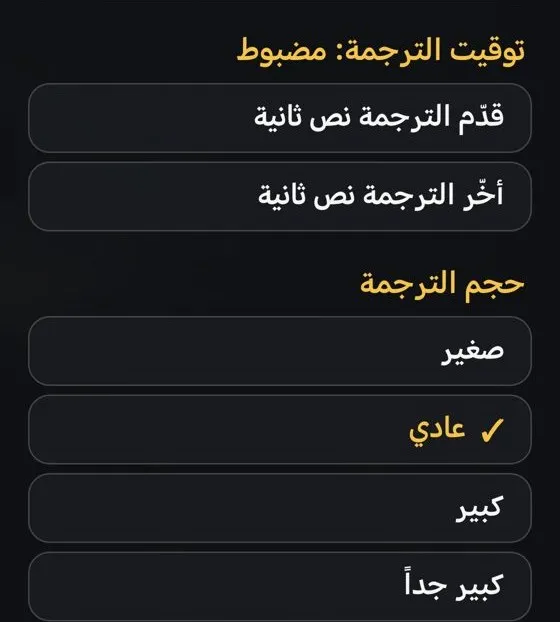 توقيت الترجمة: مضبوط
قدّم الترجمة نص ثانية
أخّر الترجمة نص ثانية
حجم الترجمة
صغير
✓ عادي
كبير
كبير جداً